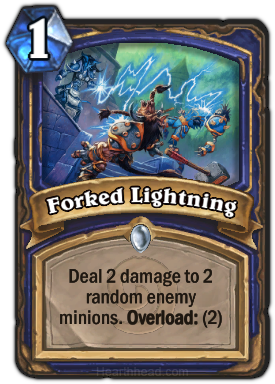 1
Forked Lightning
Deal 2 damage to 2
random enemy
minions. Overload: (2)
Hearthhead.com